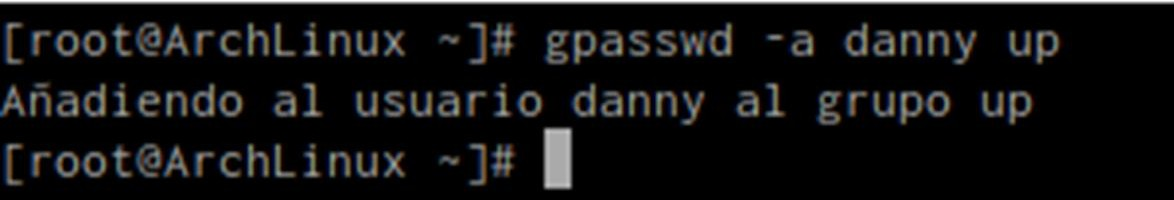 [root@ArchLinux ~]# gpasswd -a danny up
Añadiendo al usuario danny al grupo up
[root@ArchLinux ~]#